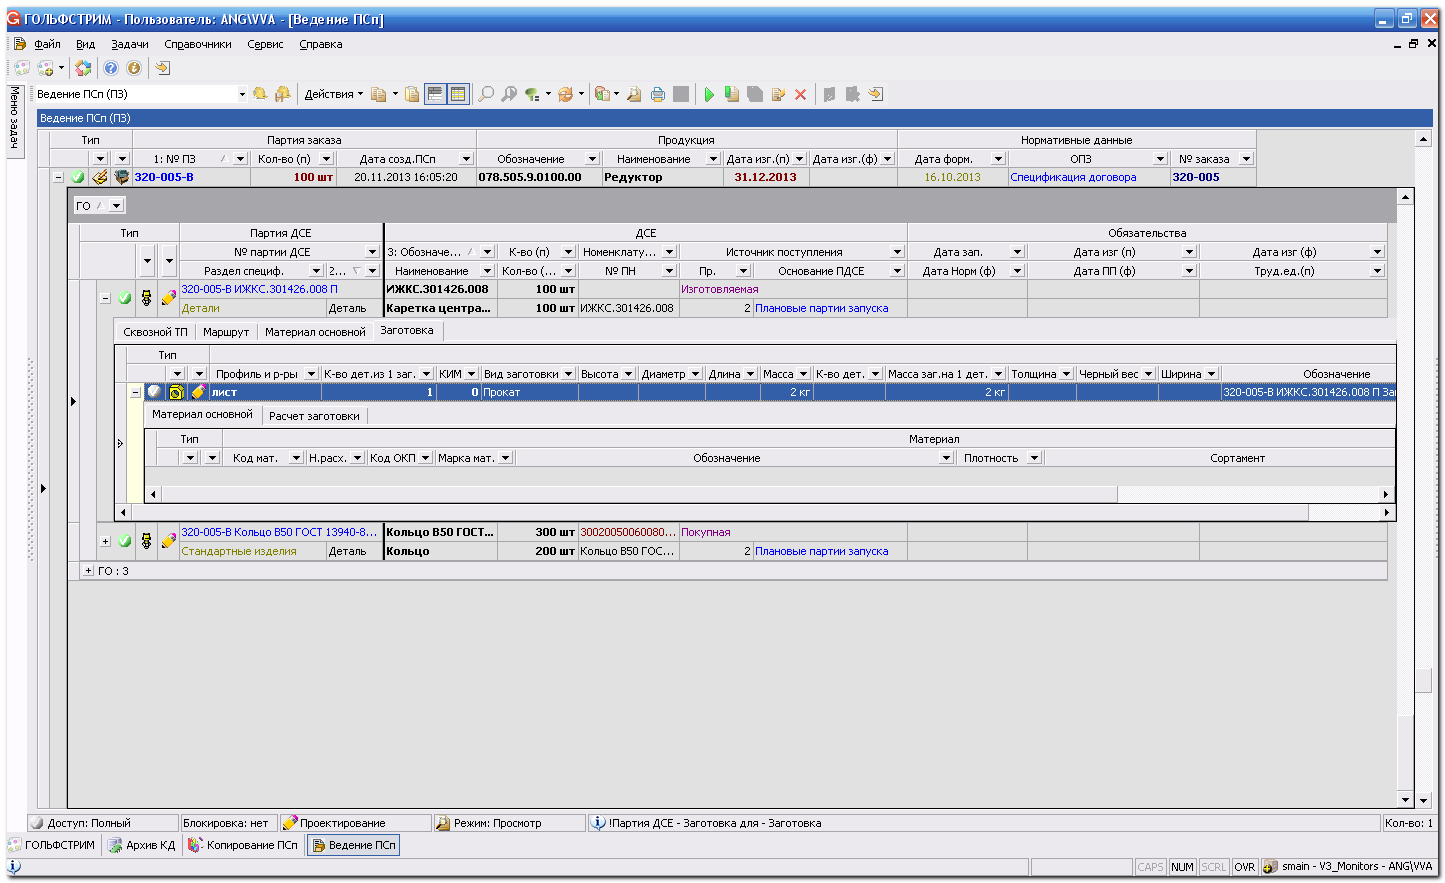 ГОЛЬФСТРИМ - Пользователь: ANG\VVA - [Ведение ПСп]
Файл Вид Задачи Справочники Сервис Справка
Меню задач
Ведение ПСп (ПЗ) Действия
Ведение ПСп (ПЗ)
Тип Партия заказа Продукция Нормативные данные
1: № ПЗ Кол-во (п) Дата созд.ПСп Обозначение Наименование Дата изг.(п) Дата изг.(ф) Дата форм. ОПЗ № заказа
320-005-В 100 шт 20.11.2013 16:05:20 078.505.9.0100.00 Редуктор 31.12.2013 16.10.2013 Спецификация договора 320-005
ГО
Тип Партия ДСЕ ДСЕ Обязательства
№ партии ДСЕ 3: Обозначе... К-во (п) Номенклату... Источник поступления Дата зап. Дата изг (п) Дата изг (ф)
Раздел специф. 2... Наименование Кол-во (... № ПН Пр. Основание ПДСЕ Дата Норм (ф) Дата ПП (ф) Труд.ед.(п)
320-005-В ИЖКС.301426.008 П ИЖКС.301426.008 100 шт Изготовляемая
Детали Деталь Каретка центра... 100 шт ИЖКС.301426.008 2 Плановые партии запуска
Сквозной ТП Маршрут Материал основной Заготовка
Тип
Профиль и р-ры К-во дет.из 1 заг. КИМ Вид заготовки Высота Диаметр Длина Масса К-во дет. Масса заг.на 1 дет. Толщина Черный вес Ширина Обозначение
лист 1 0 Прокат 2 кг 2 кг 320-005-В ИЖКС.301426.008 П Заг
Материал основной Расчет заготовки
Тип Материал
Код мат. Н.расх. Код ОКП Марка мат. Обозначение Плотность Сортамент
320-005-В Кольцо В50 ГОСТ 13940-8... Кольцо В50 ГОСТ... 300 шт 30020050060080... Покупная
Стандартные изделия Деталь Кольцо 200 шт Кольцо В50 ГОС... 2 Плановые партии запуска
ГО : 3
Доступ: Полный Блокировка: нет Проектирование Режим: Просмотр !Партия ДСЕ - Заготовка для - Заготовка Кол-во: 1
ГОЛЬФСТРИМ Архив КД Копирование ПСп Ведение ПСп
CAPS NUM SCRL OVR smain - V3_Monitors - ANG\VVA